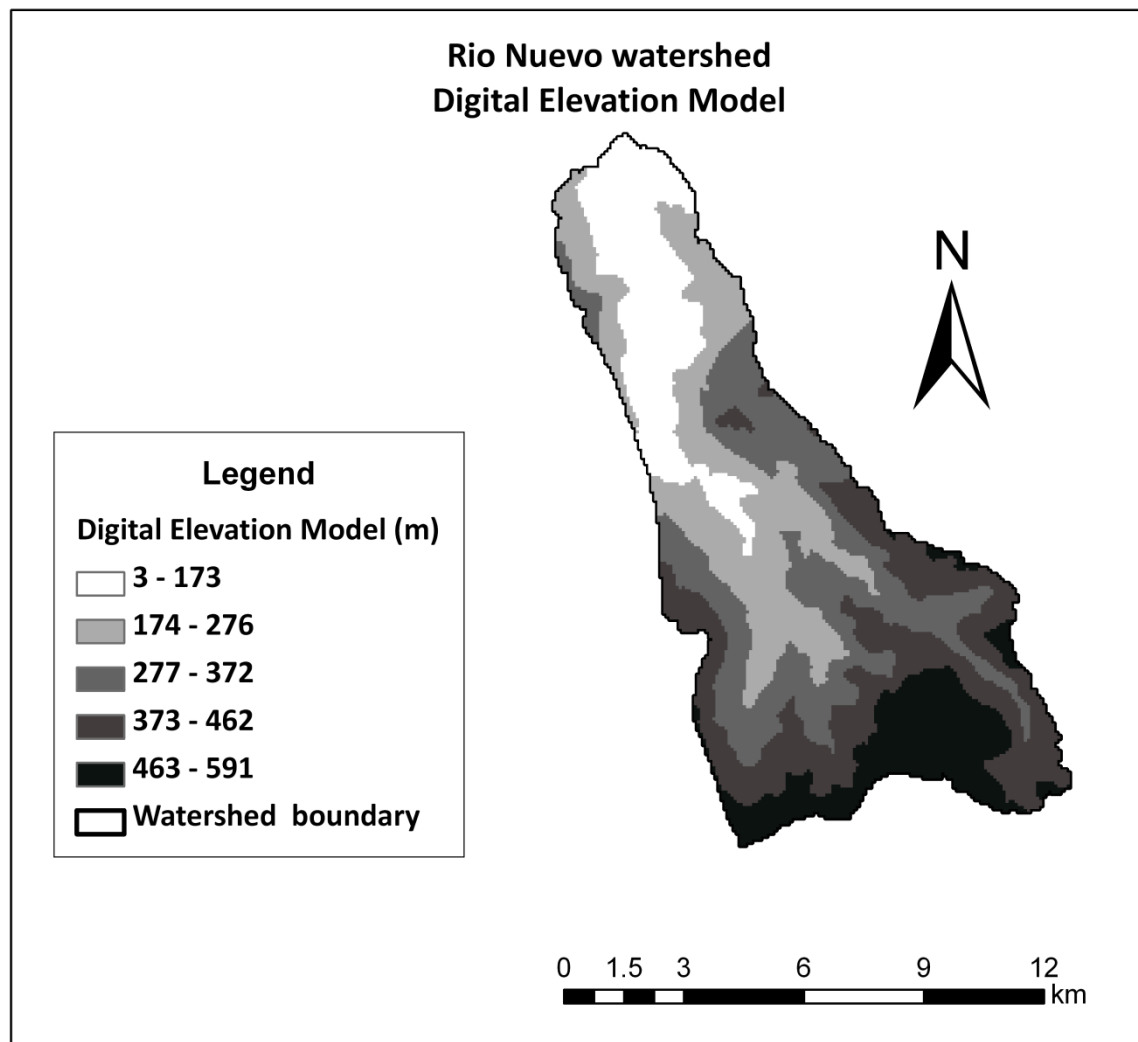 Rio Nuevo watershed
Digital Elevation Model
N
Legend
Digital Elevation Model (m)
3 - 173
174 - 276
277 - 372
373 - 462
463 - 591
Watershed boundary
0 1.5 3 6 9 12
km